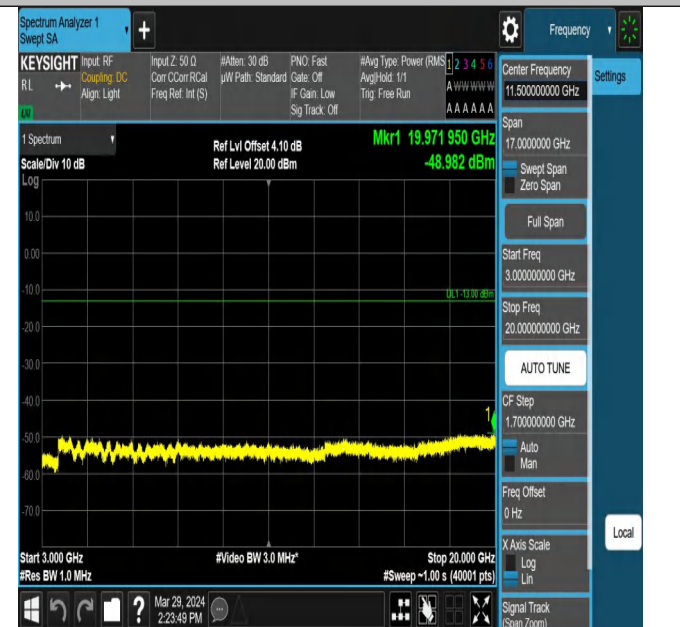 Spectrum Analyzer 1
Swept SA
+
Frequency
KEYSIGHT
RL
Input: RF
Coupling: DC
Align: Light
Input Z: 50 Ω
Corr CCorr RCal
Freq Ref: Int (S)
#Atten: 30 dB
µW Path: Standard
PNO: Fast
Gate: Off
IF Gain: Low
Sig Track: Off
#Avg Type: Power (RMS
Avg|Hold: 1/1
Trig: Free Run
1 2 3 4 5 6
A W W W W W
A A A A A A
LXI
1 Spectrum
Scale/Div 10 dB
Log
Ref Lvl Offset 4.10 dB
Ref Level 20.00 dBm
Mkr1 19.971 950 GHz
-48.982 dBm
10.0
0.00
-10.0
DL1 -13.00 dBm
-20.0
-30.0
-40.0
1
-50.0
-60.0
-70.0
Start 3.000 GHz
#Res BW 1.0 MHz
#Video BW 3.0 MHz*
Stop 20.000 GHz
#Sweep ~1.00 s (40001 pts)
Center Frequency
11.500000000 GHz
Settings
Span
17.0000000 GHz
Swept Span
Zero Span
Full Span
Start Freq
3.000000000 GHz
Stop Freq
20.000000000 GHz
AUTO TUNE
CF Step
1.700000000 GHz
Auto
Man
Freq Offset
0 Hz
X Axis Scale
Log
Lin
Local
Signal Track
(Span Zoom)
?
Mar 29, 2024
2:23:49 PM